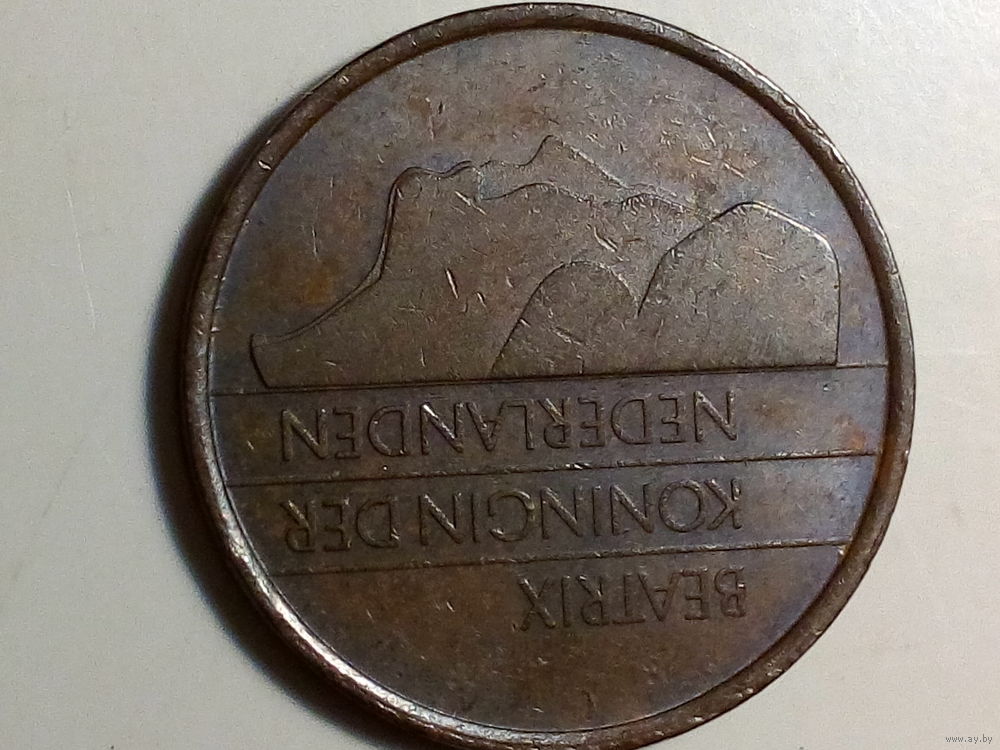 BEATRIX
KONINGIN DER
NEDERLANDEN
www.ay.by